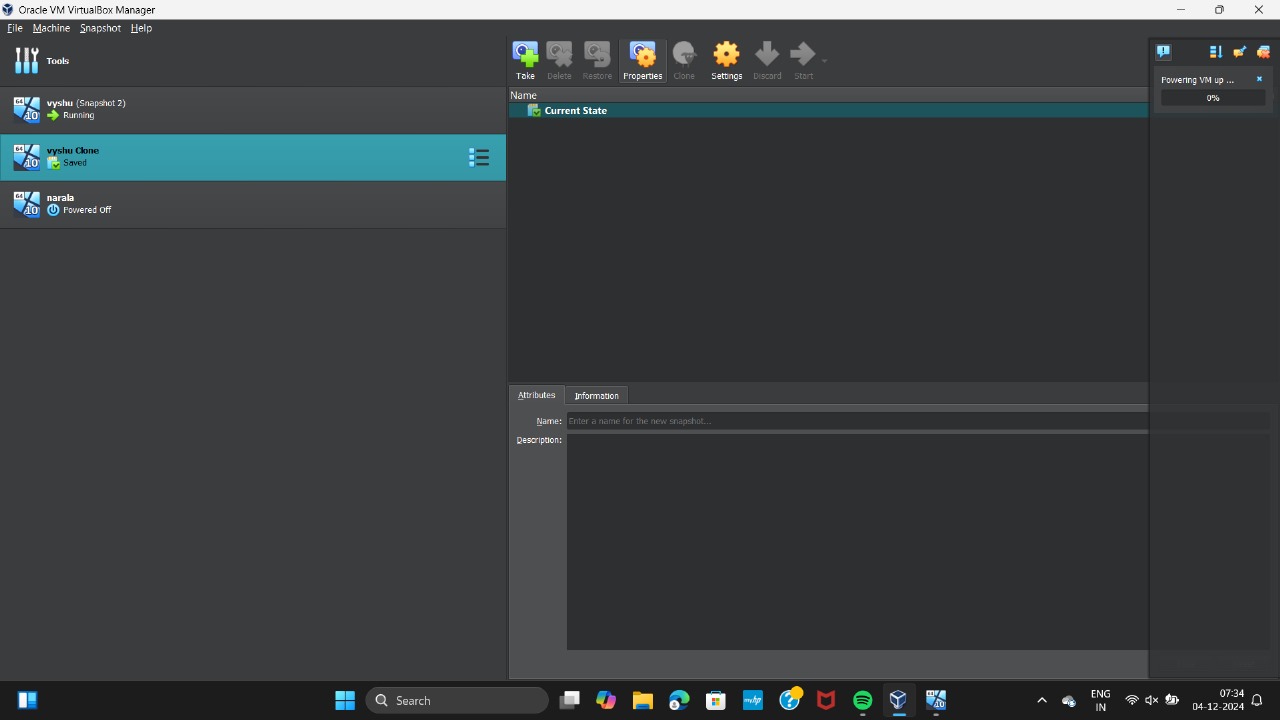 Oracle VM VirtualBox Manager
File Machine Snapshot Help
Tools
vyshu (Snapshot 2)
Running
vyshu Clone
Saved
narala
Powered Off
Take Delete Restore Properties Clone Settings Discard Start
Name
Current State
Powering VM up ...
0%
Attributes Information
Name: Enter a name for the new snapshot...
Description:
Search
ENG
IN
07:34
04-12-2024